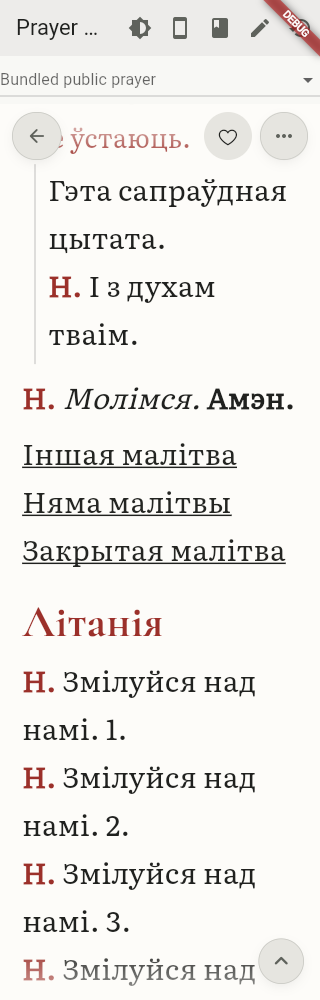 Prayer ...
DEBUG
Bundled public prayer
ўстаюць.
Гэта сапраўдная
цытата.
Н. І з духам
тваім.
Н. Молімся. Амэн.
Іншая малітва
Няма малітвы
Закрытая малітва
Літанія
Н. Змілуйся над
намі. 1.
Н. Змілуйся над
намі. 2.
Н. Змілуйся над
намі. 3.
Н. Змілуйся над